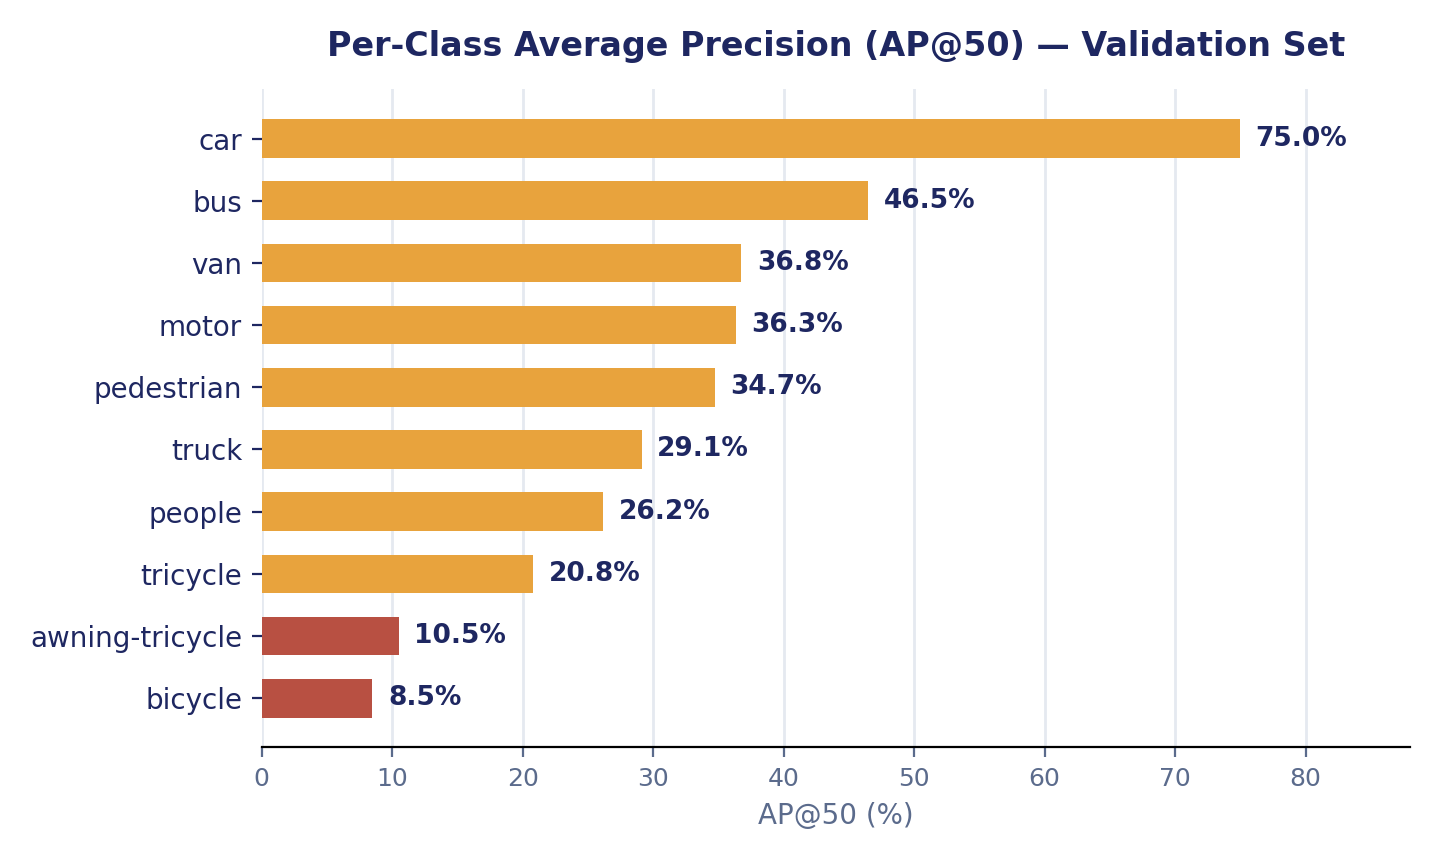 Per-Class Average Precision (AP@50) — Validation Set
car 75.0%
bus 46.5%
van 36.8%
motor 36.3%
pedestrian 34.7%
truck 29.1%
people 26.2%
tricycle 20.8%
awning-tricycle 10.5%
bicycle 8.5%
0 10 20 30 40 50 60 70 80
AP@50 (%)